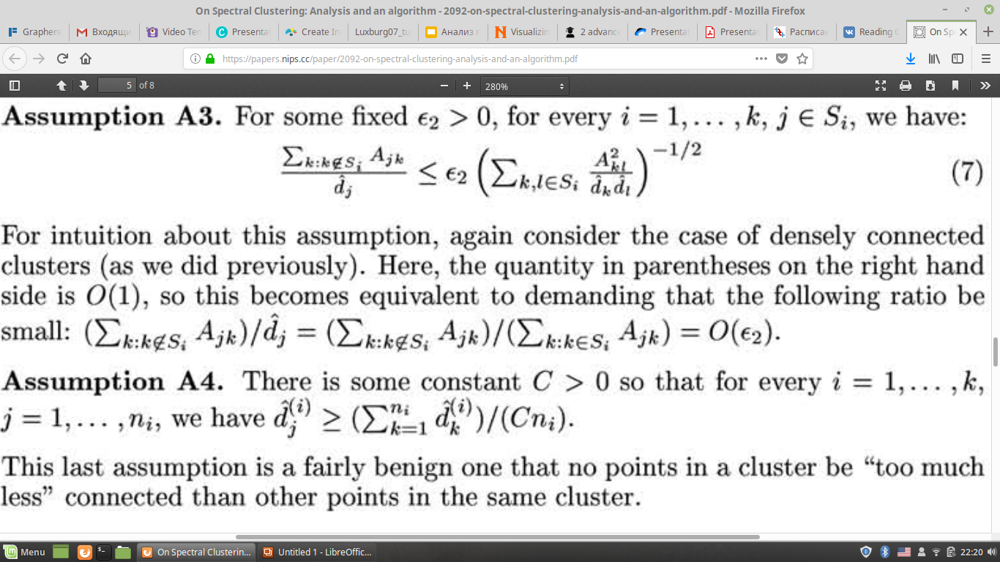 On Spectral Clustering: Analysis and an algorithm - 2092-on-spectral-clustering-analysis-and-an-algorithm.pdf - Mozilla Firefox
Graphene Входящи Video Ten Presentat Create In Luxburg07_tu Анализ г Visualizin 2 advanc Presentat Presentat Расписан Reading G On Sp
https://papers.nips.cc/paper/2092-on-spectral-clustering-analysis-and-an-algorithm.pdf
5 of 8 280%
Assumption A3. For some fixed ϵ₂ > 0, for every i = 1, . . . , k, j ∈ Sᵢ, we have:
$\frac{\sum_{k:k \notin S_i} A_{jk}}{\hat{d}_j} \leq \epsilon_2 \left( \sum_{k,l \in S_i} \frac{A_{kl}^2}{\hat{d}_k \hat{d}_l} \right)^{-1/2}$ (7)
For intuition about this assumption, again consider the case of densely connected
clusters (as we did previously). Here, the quantity in parentheses on the right hand
side is O(1), so this becomes equivalent to demanding that the following ratio be
small: $(\sum_{k:k \notin S_i} A_{jk})/\hat{d}_j = (\sum_{k:k \notin S_i} A_{jk})/(\sum_{k:k \in S_i} A_{jk}) = O(\epsilon_2)$.
Assumption A4. There is some constant C > 0 so that for every i = 1, . . . , k,
j = 1, . . . , nᵢ, we have $\hat{d}_j^{(i)} \geq (\sum_{k=1}^{n_i} \hat{d}_k^{(i)})/(Cn_i)$.
This last assumption is a fairly benign one that no points in a cluster be “too much
less” connected than other points in the same cluster.
Menu On Spectral Clusterin... Untitled 1 - LibreOffic... 22:20